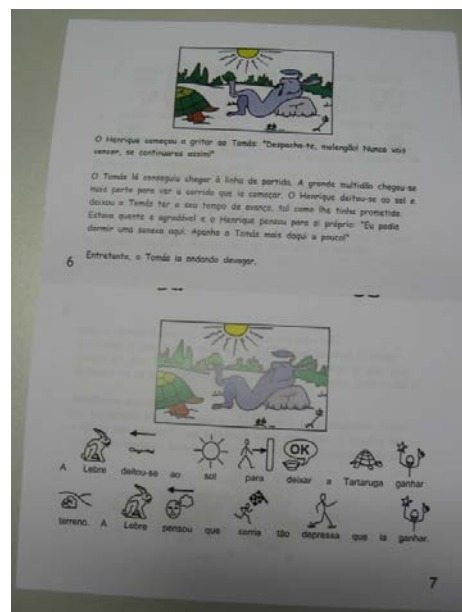 O Henrique começou a gritar ao Tomás: "Despacha-te, molengão! Nunca vais
vencer, se continuares assim!"
O Tomás lá conseguiu chegar à linha de partida. A grande multidão chegou-se
mais perto para ver a corrida que ia começar. O Henrique deitou-se ao sol e
deixou o Tomás ter o seu tempo de avanço, tal como lhe tinha prometido.
Estava quente e agradável e o Henrique pensou para si próprio: "Eu podia
dormir uma soneca aqui. Apanho o Tomás mais daqui a pouco!"
Entretanto, o Tomás ia andando devagar.
6
OK
A Lebre deitou-se ao sol para deixar a Tartaruga ganhar
terreno. A Lebre pensou que corria tão depressa que ia ganhar.
7